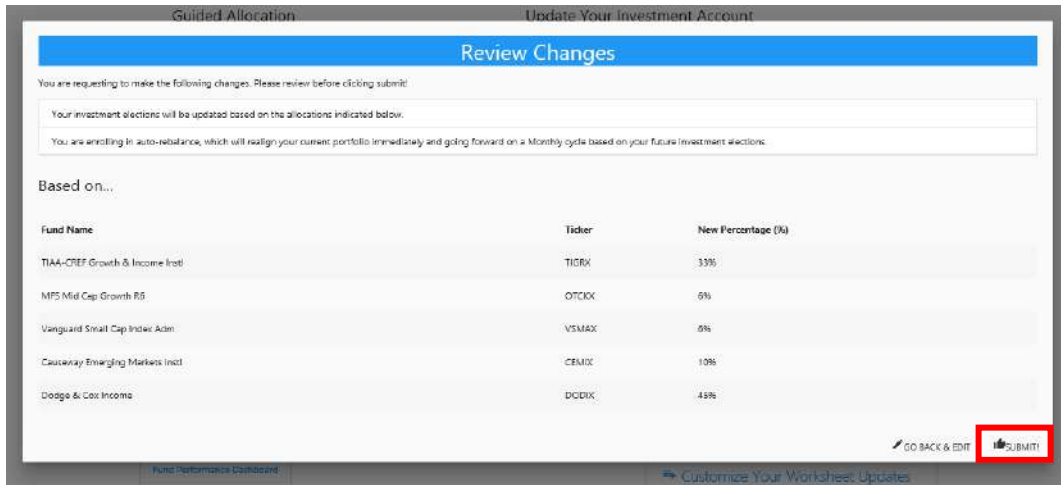 Guided Allocation
Update Your Investment Account
Review Changes
You are requesting to make the following changes. Please review before clicking submit!
Your investment elections will be updated based on the allocations indicated below.
You are enrolling in auto-rebalance, which will realign your current portfolio immediately and going forward on a Monthly cycle based on your future investment elections.
Based on...
Fund Name Ticker New Percentage (%)
TIAA-CREF Growth & Income Instl TIGRX 33%
MFS Mid Cap Growth R6 OTCKX 6%
Vanguard Small Cap Index Adm VSMAX 6%
Causeway Emerging Markets Instl CEMIX 10%
Dodge & Cox Income DODIX 45%
GO BACK & EDIT SUBMIT!
Fund Performance Dashboard
Customize Your Worksheet Updates